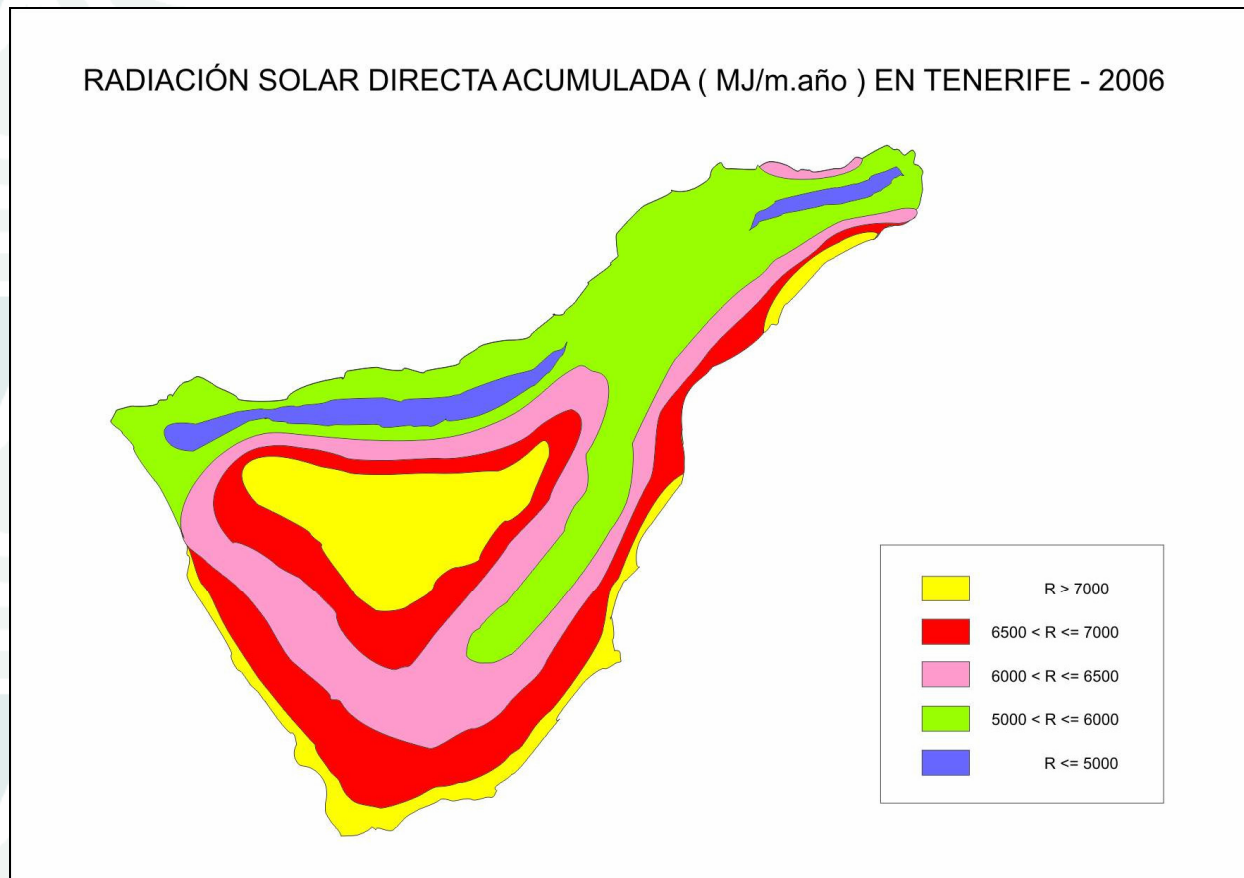 RADIACIÓN SOLAR DIRECTA ACUMULADA ( MJ/m.año ) EN TENERIFE - 2006
R > 7000
6500 < R <= 7000
6000 < R <= 6500
5000 < R <= 6000
R <= 5000